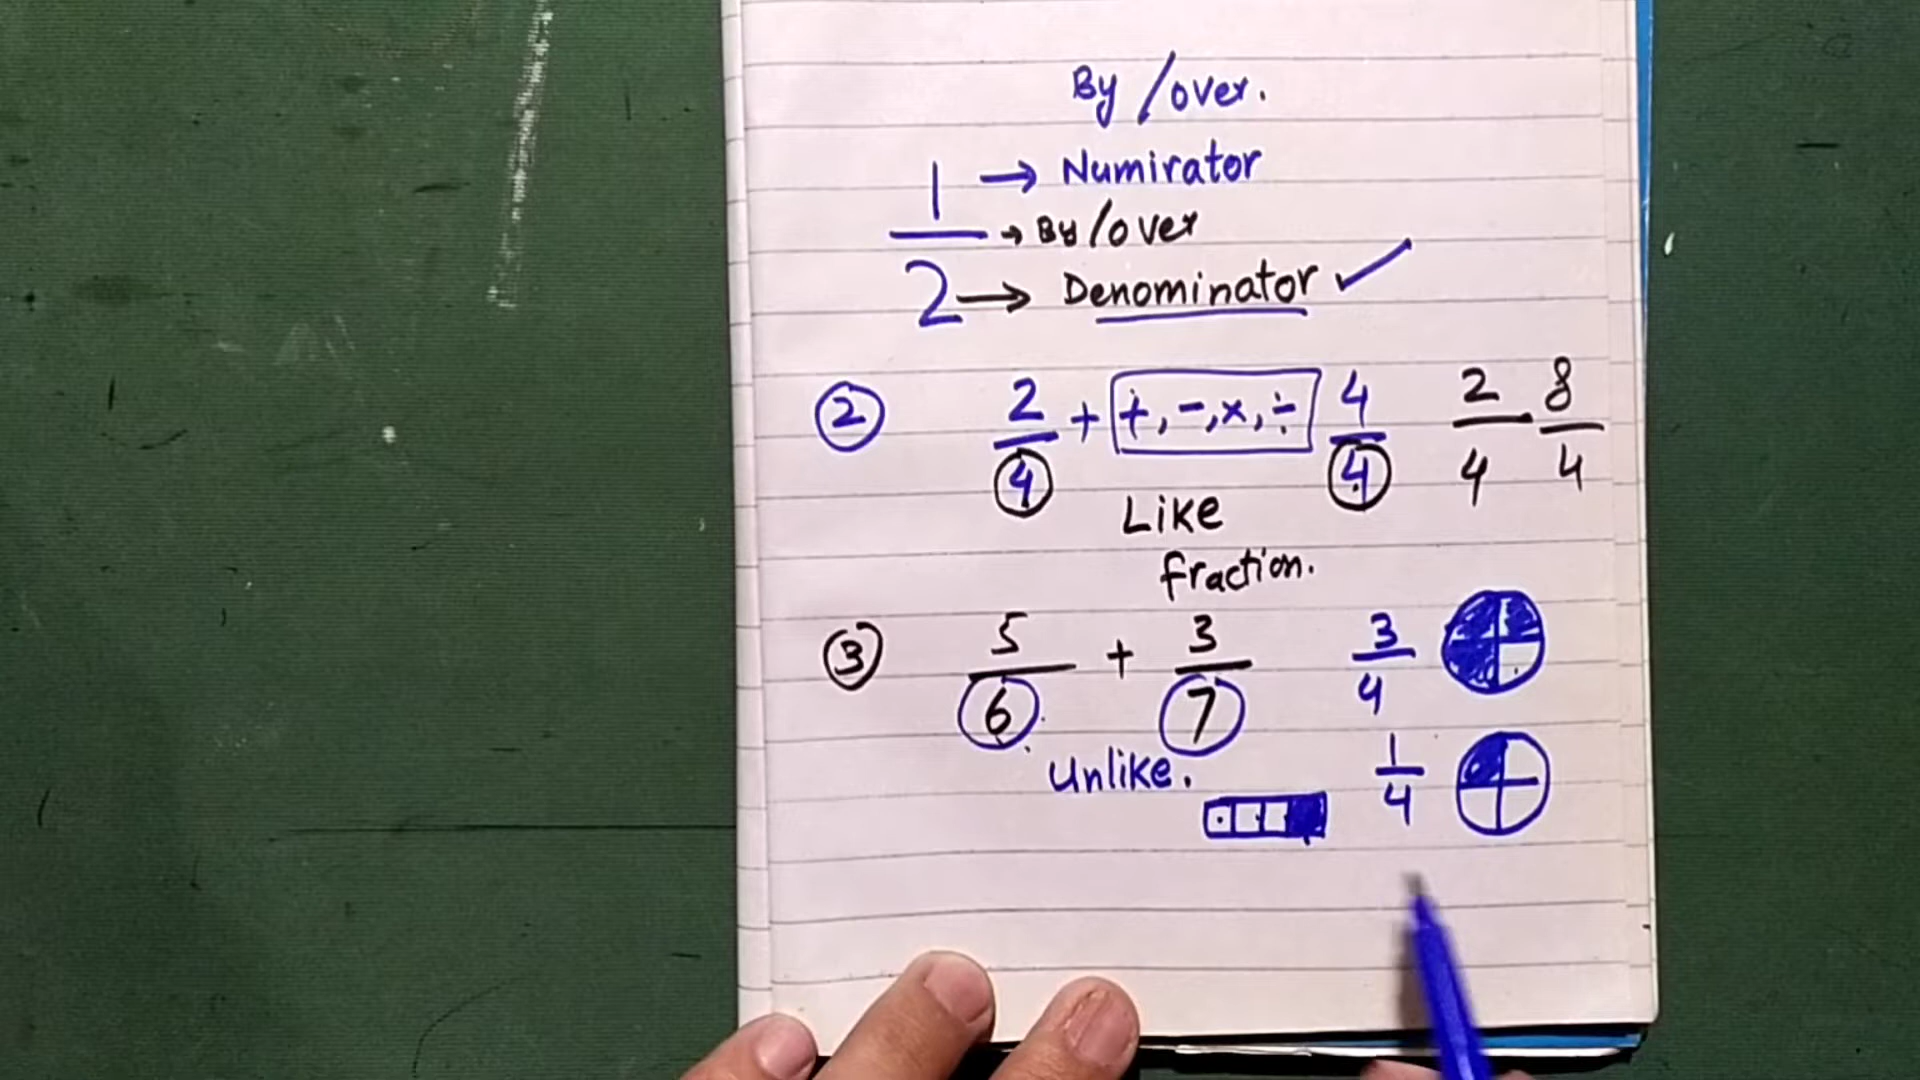 By / over.
1 → Numirator
→ By / over
2 → Denominator ✓
② 2/4 + +, -, ×, ÷ 4/4 2/4 8/4
Like
fraction.
③ 5/6 + 3/7 3/4
Unlike. 1/4